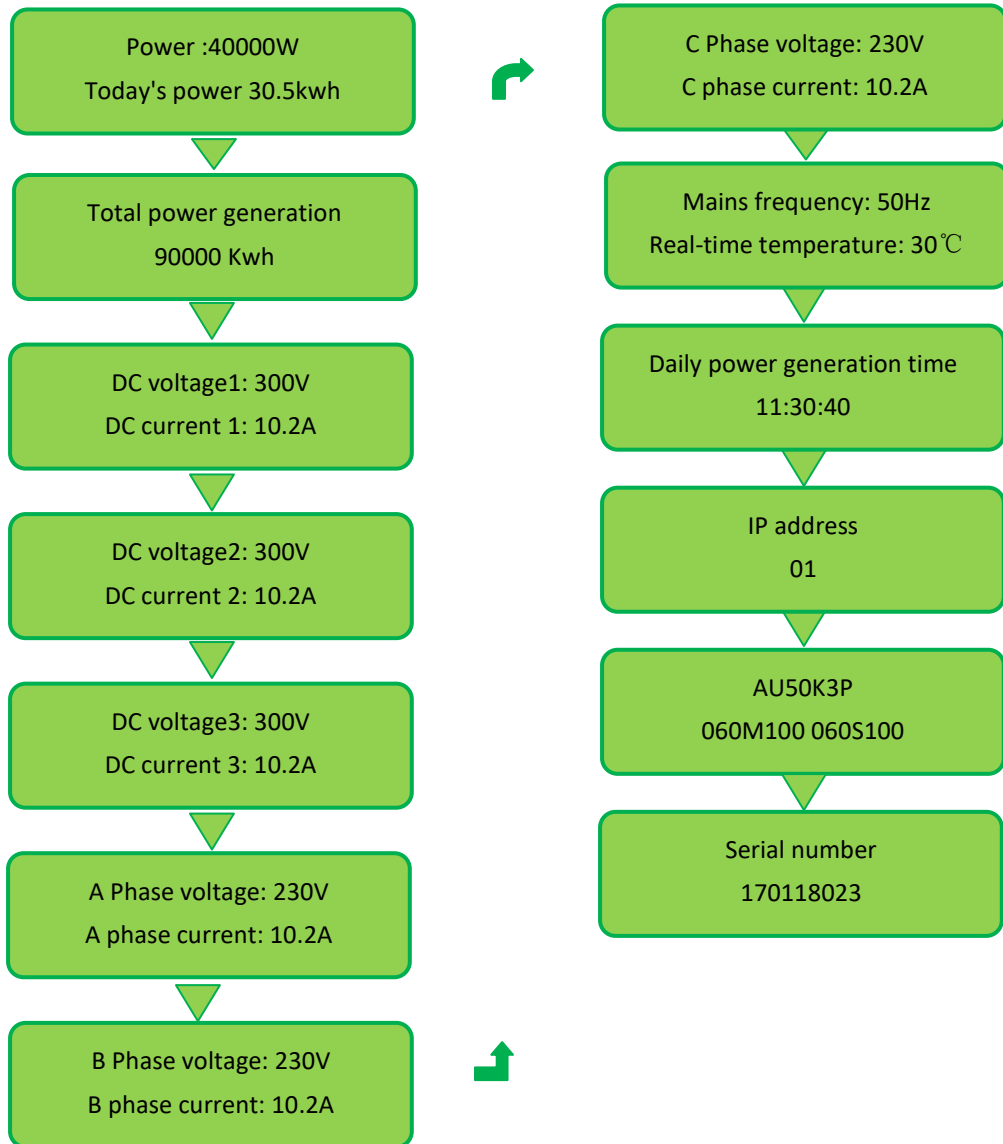 Power :40000W
Today's power 30.5kwh
Total power generation
90000 Kwh
DC voltage1: 300V
DC current 1: 10.2A
DC voltage2: 300V
DC current 2: 10.2A
DC voltage3: 300V
DC current 3: 10.2A
A Phase voltage: 230V
A phase current: 10.2A
B Phase voltage: 230V
B phase current: 10.2A
C Phase voltage: 230V
C phase current: 10.2A
Mains frequency: 50Hz
Real-time temperature: 30℃
Daily power generation time
11:30:40
IP address
01
AU50K3P
060M100 060S100
Serial number
170118023